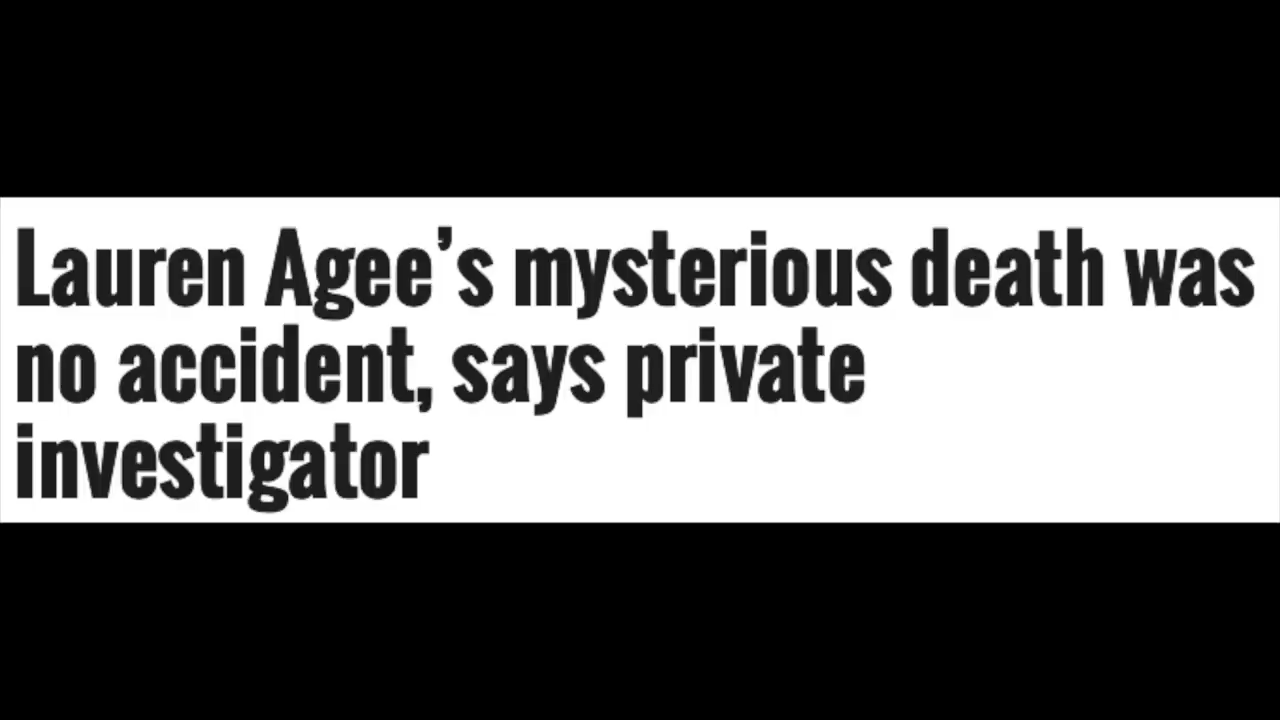 Lauren Agee’s mysterious death was
no accident, says private
investigator